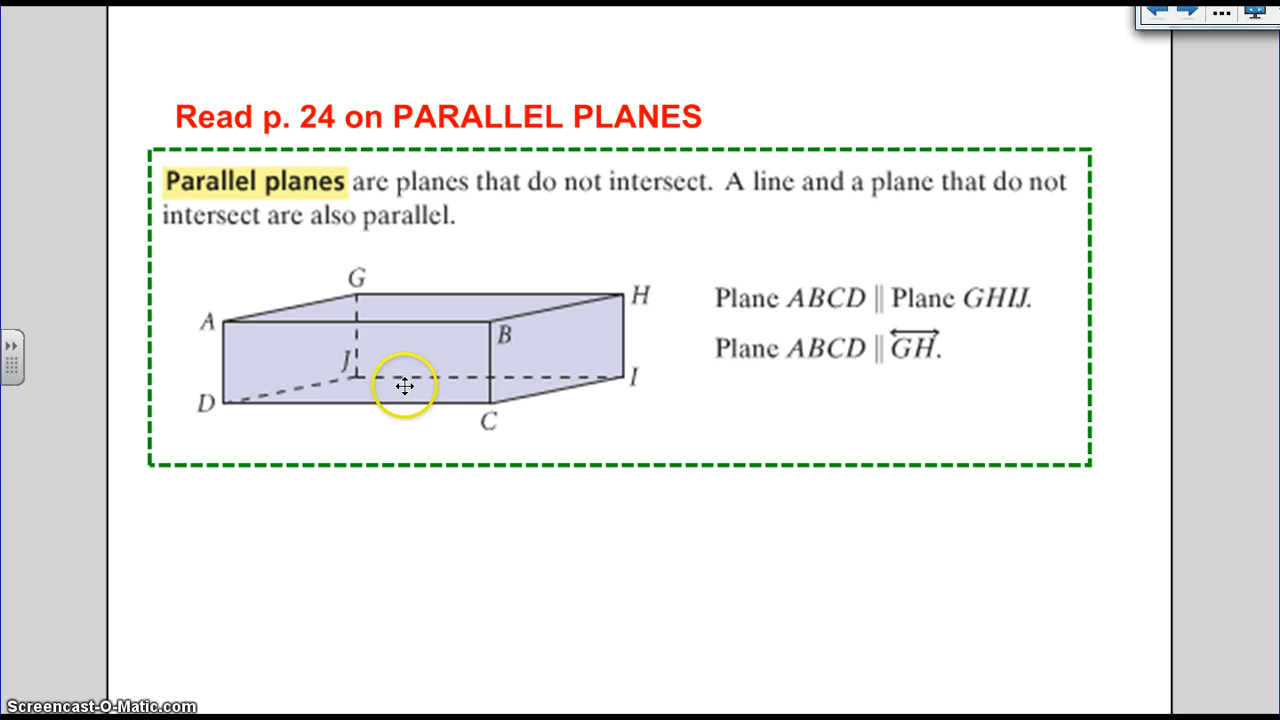 Read p. 24 on PARALLEL PLANES
Parallel planes are planes that do not intersect. A line and a plane that do not
intersect are also parallel.
G
H
A
B
J
I
D
C
Plane ABCD || Plane GHIJ.
Plane ABCD || GH.
Screencast-O-Matic.com